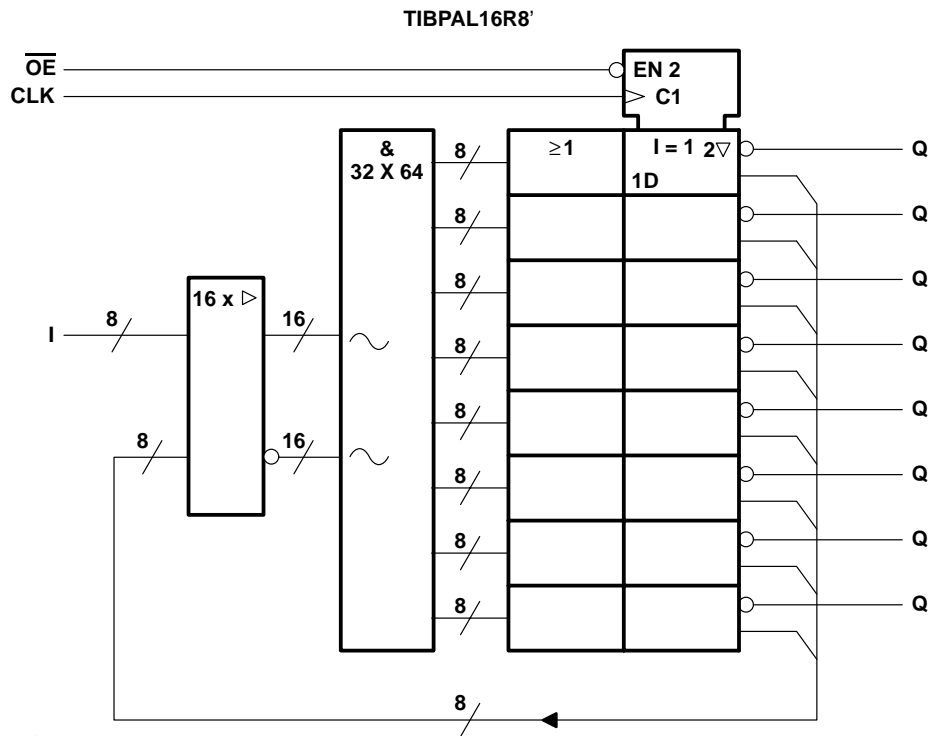 TIBPAL16R8’
OE
EN 2
CLK
C1
&
32 X 64
8
≥1
I = 1 2▽
1D
Q
8
Q
8
Q
16 x ▷
I
8
16
8
Q
8
Q
8
16
8
Q
8
Q
8
Q
8